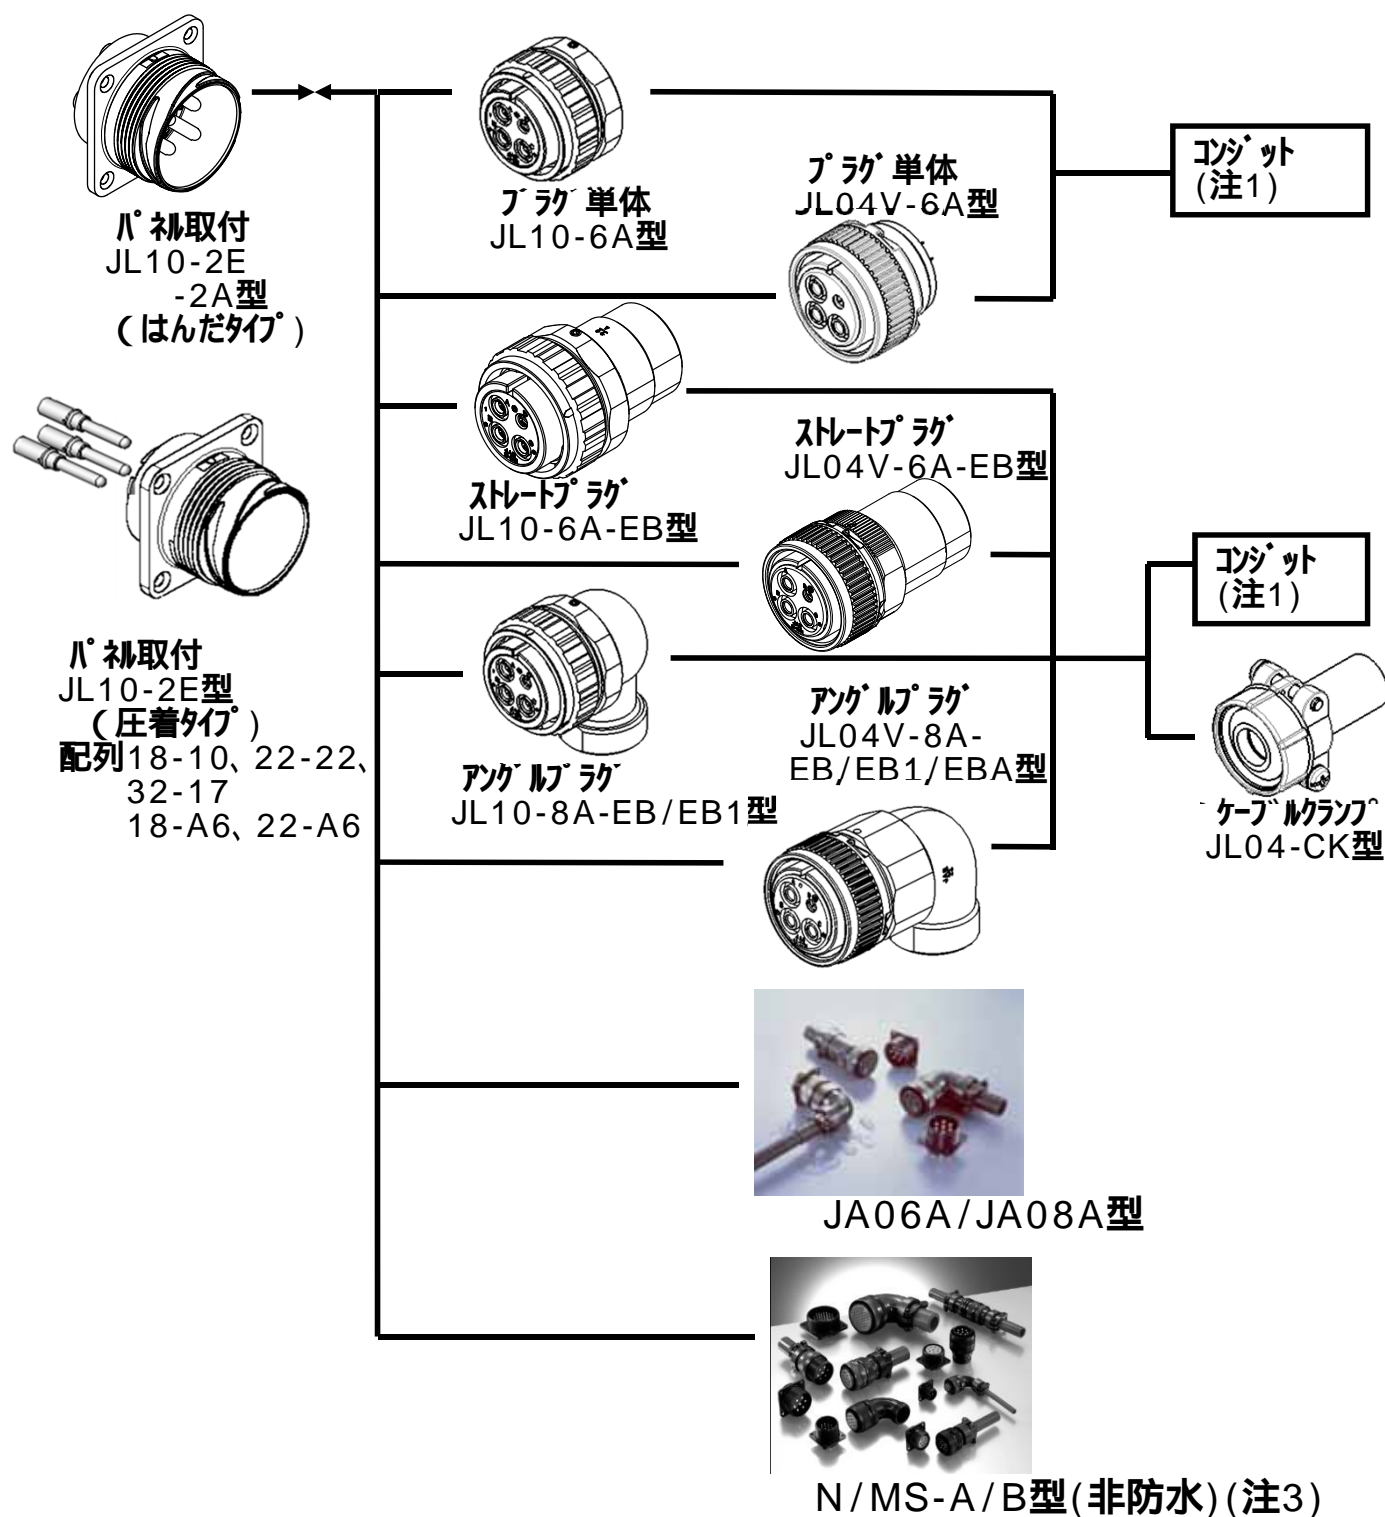 パネル取付
JL10-2E
-2A型
（はんだタイプ）
プラグ単体
JL10-6A型
プラグ単体
JL04V-6A型
コンジット
(注1)
ストレートプラグ
JL10-6A-EB型
ストレートプラグ
JL04V-6A-EB型
パネル取付
JL10-2E型
（圧着タイプ）
配列18-10、22-22、
32-17
18-A6、22-A6
アングルプラグ
JL10-8A-EB/EB1型
アングルプラグ
JL04V-8A-
EB/EB1/EBA型
コンジット
(注1)
ケーブルクランプ
JL04-CK型
JA06A/JA08A型
N/MS-A/B型(非防水)(注3)